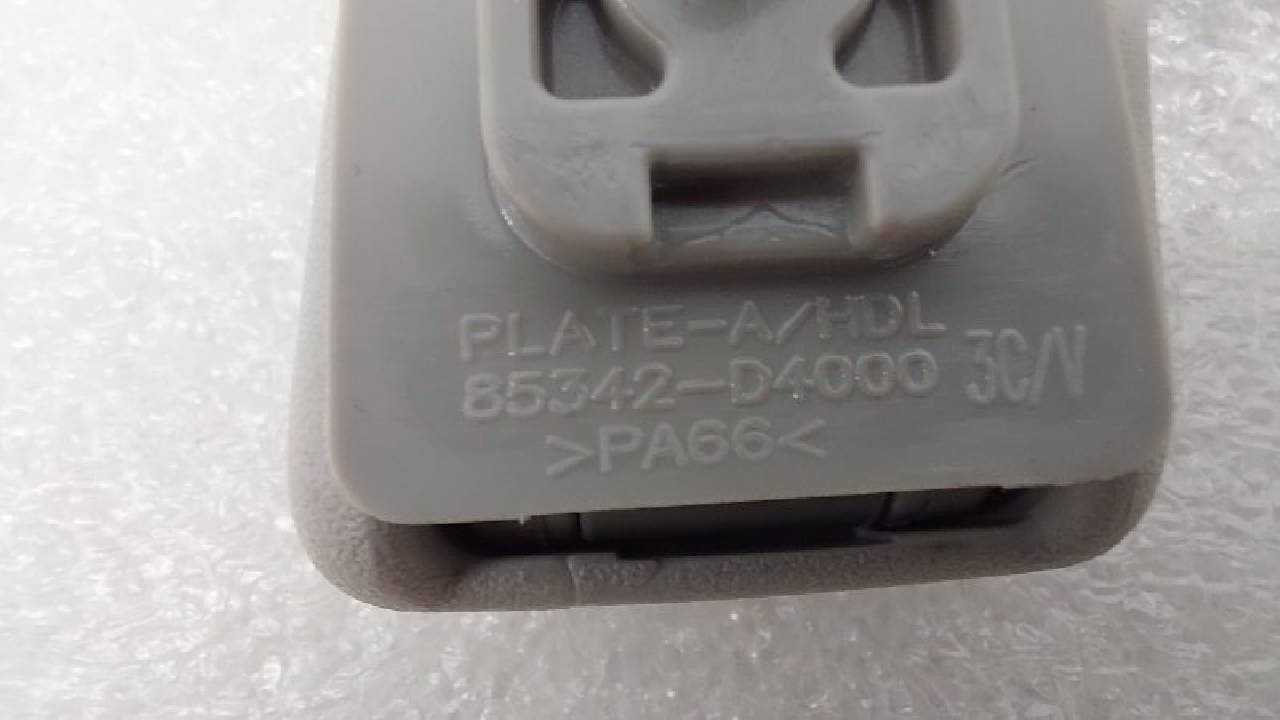 PLATE-A/HDL
85342-D4000 3C/V
>PA66<